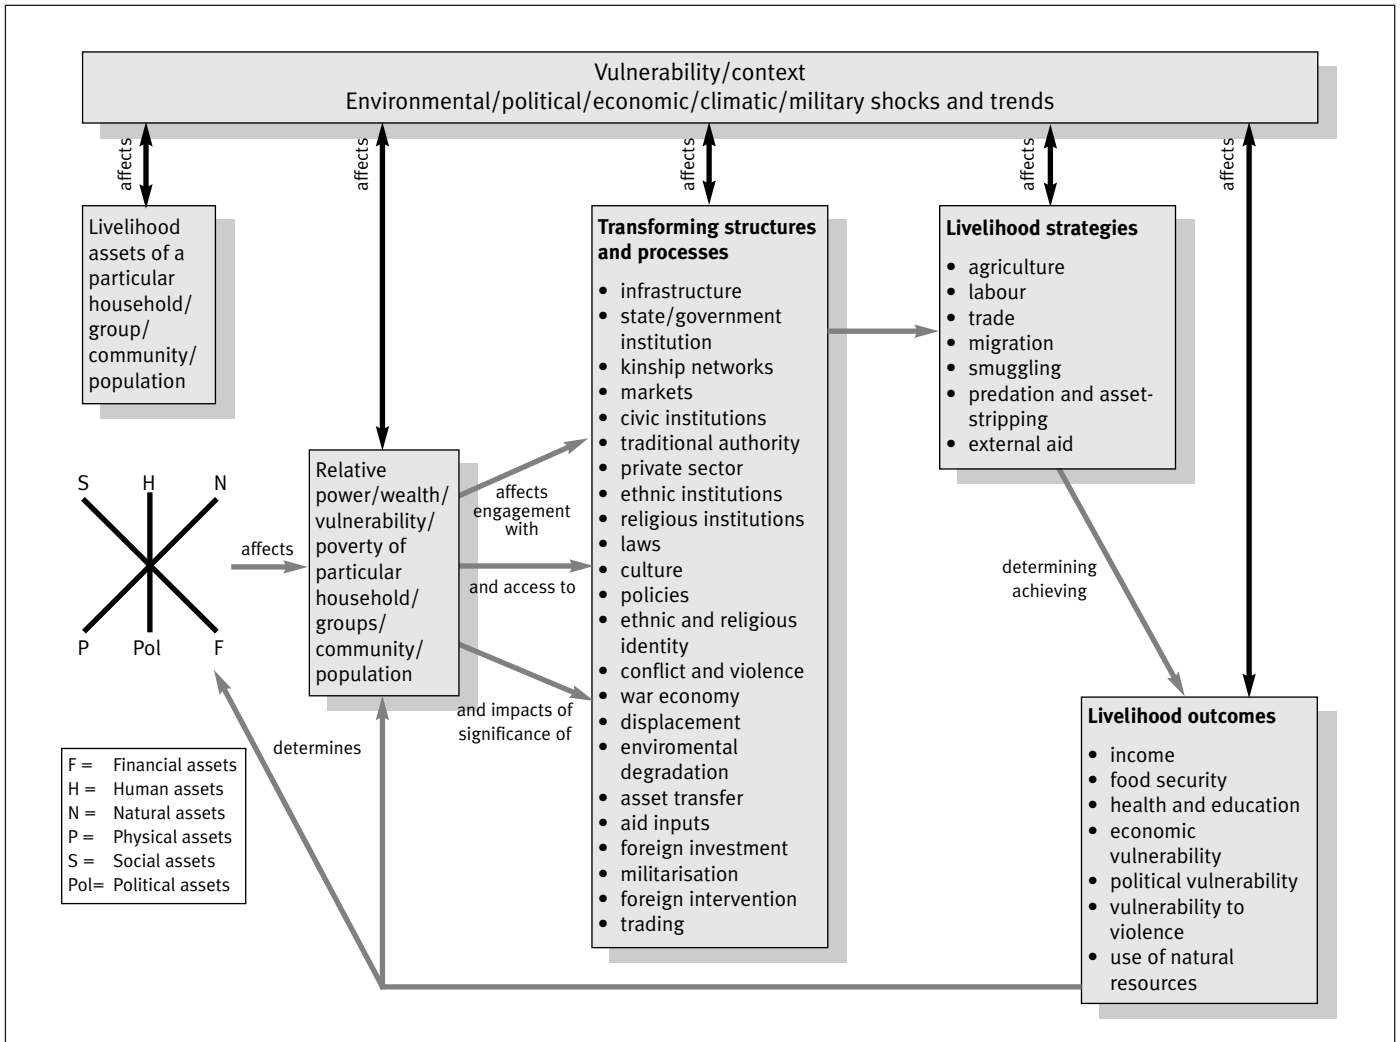 Vulnerability/context
Environmental/political/economic/climatic/military shocks and trends
affects
affects
affects
affects
affects
Livelihood
assets of a
particular
household/
group/
community/
population
S
H
N
P
Pol
F
affects
Relative
power/wealth/
vulnerability/
poverty of
particular
household/
groups/
community/
population
affects
engagement
with
and access to
and impacts of
significance of
determines
F = Financial assets
H = Human assets
N = Natural assets
P = Physical assets
S = Social assets
Pol= Political assets
Transforming structures
and processes
• infrastructure
• state/government
institution
• kinship networks
• markets
• civic institutions
• traditional authority
• private sector
• ethnic institutions
• religious institutions
• laws
• culture
• policies
• ethnic and religious
identity
• conflict and violence
• war economy
• displacement
• enviromental
degradation
• asset transfer
• aid inputs
• foreign investment
• militarisation
• foreign intervention
• trading
Livelihood strategies
• agriculture
• labour
• trade
• migration
• smuggling
• predation and asset-
stripping
• external aid
determining
achieving
Livelihood outcomes
• income
• food security
• health and education
• economic
vulnerability
• political vulnerability
• vulnerability to
violence
• use of natural
resources